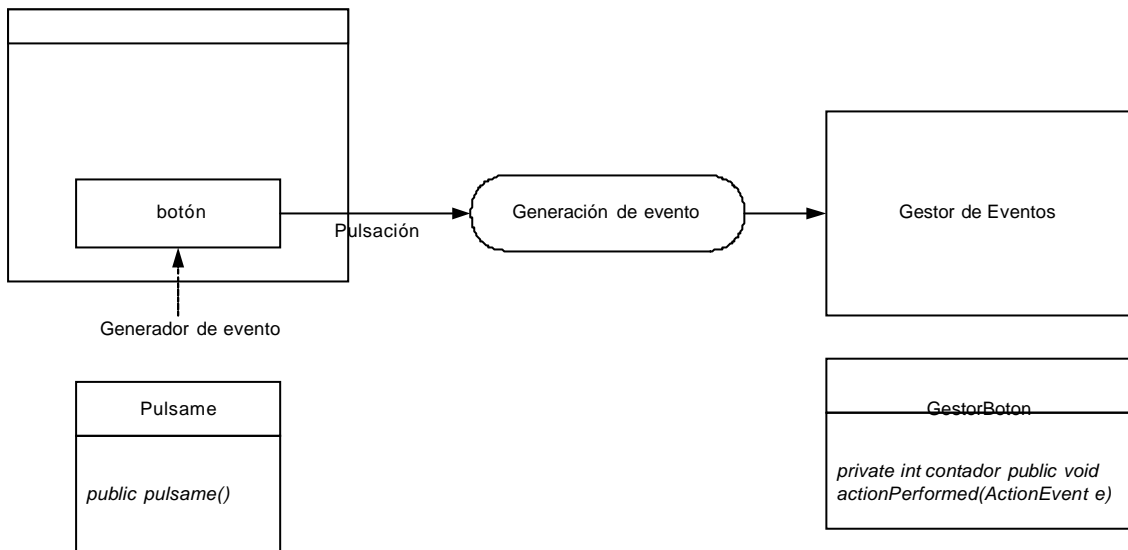 botón
Pulsación
Generación de evento
Gestor de Eventos
Generador de evento
Pulsame
public pulsame()
GestorBoton
private int contador public void
actionPerformed(ActionEvent e)